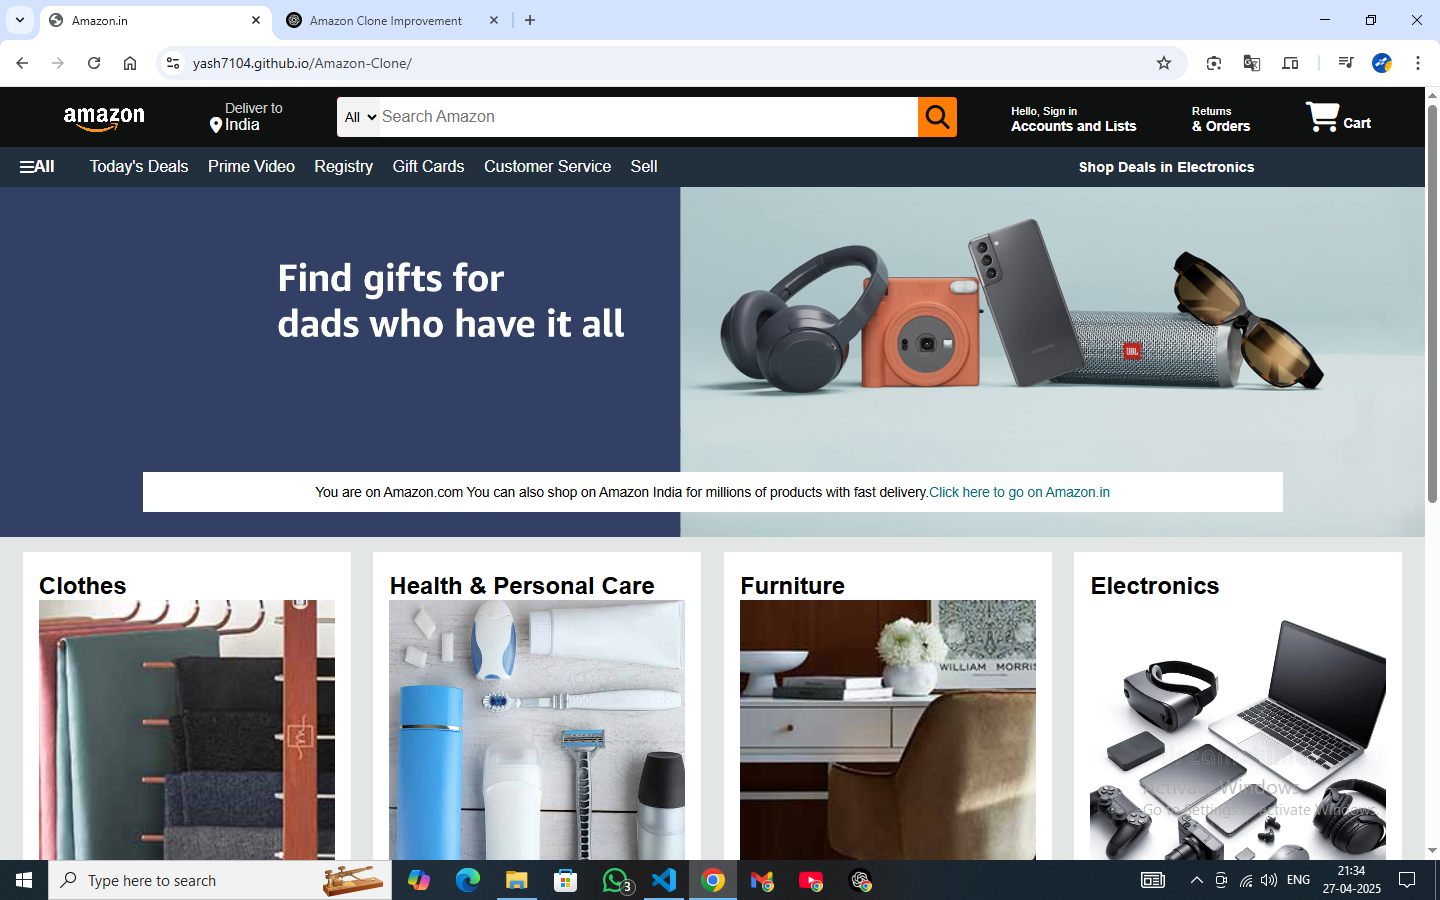 Amazon.in
Amazon Clone Improvement
yash7104.github.io/Amazon-Clone/
amazon
Deliver to
India
All
Search Amazon
Hello, Sign in
Accounts and Lists
Returns
& Orders
Cart
All
Today's Deals
Prime Video
Registry
Gift Cards
Customer Service
Sell
Shop Deals in Electronics
Find gifts for
dads who have it all
SAMSUNG
JBL
You are on Amazon.com You can also shop on Amazon India for millions of products with fast delivery.Click here to go on Amazon.in
Clothes
Health & Personal Care
Furniture
Electronics
WILLIAM MORRIS
Activate Windows
Go to Settings to activate Windows.
Type here to search
3
ENG
21:34
27-04-2025